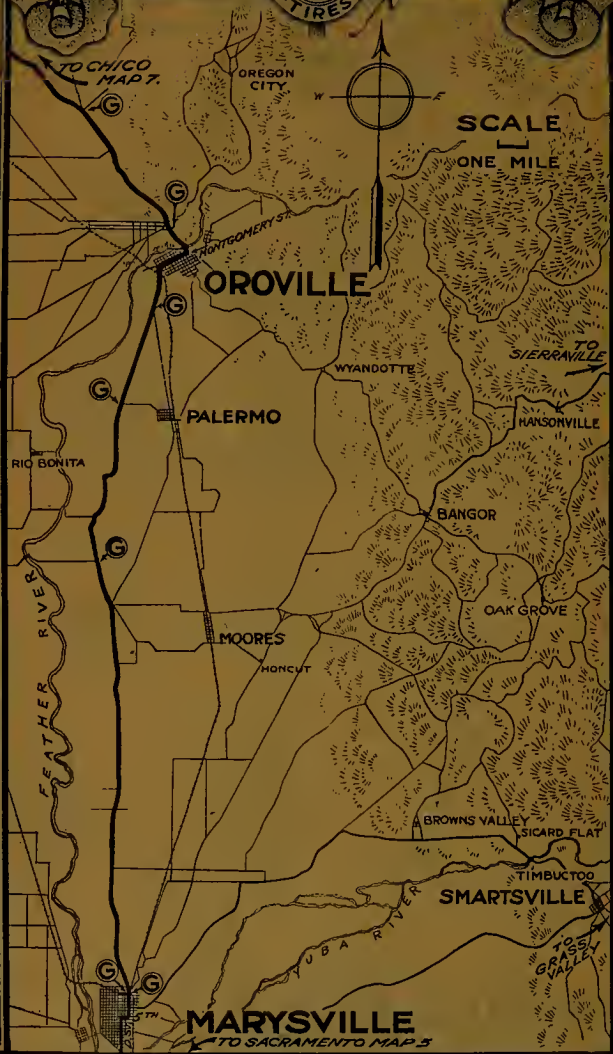 TIRES
TO CHICO
MAP 7.
G
OREGON
CITY
W
E
SCALE
ONE MILE
G
MONTGOMERY ST.
OROVILLE
G
TO
SIERRAVILLE
WYANDOTTE
G
PALERMO
HANSONVILLE
RIO BONITA
BANGOR
G
FEATHER RIVER
OAK GROVE
MOORES
HONCUT
BROWNS VALLEY
SICARD FLAT
TIMBUCTOO
SMARTSVILLE
YUBA RIVER
TO
GRASS
VALLEY
G
G
D. ST.
TH
MARYSVILLE
TO SACRAMENTO MAP 5